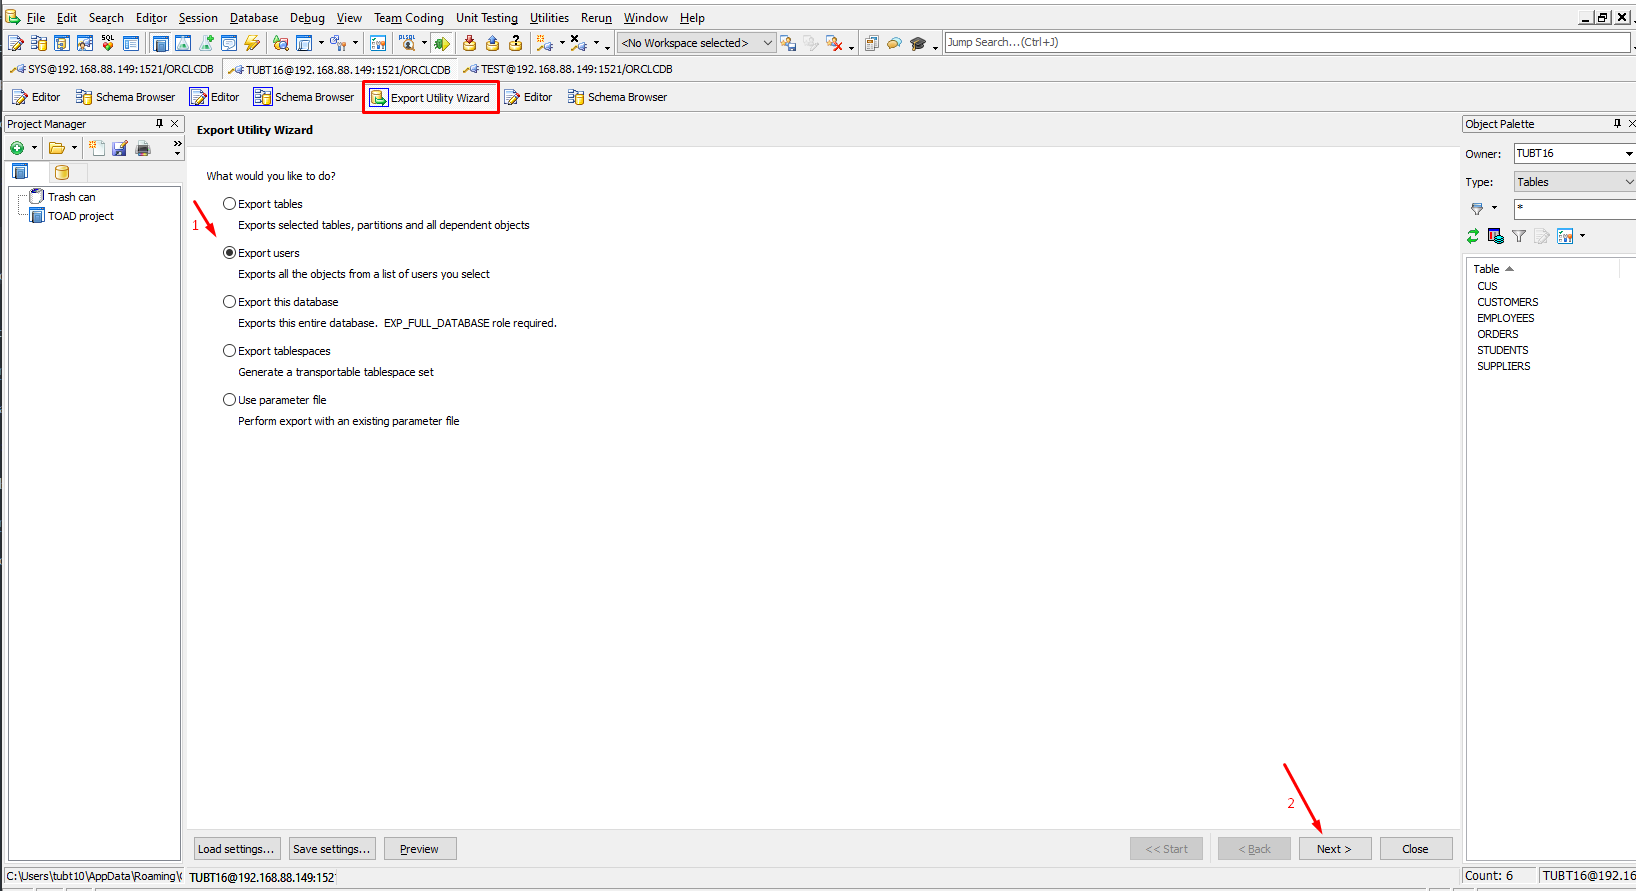 File Edit Search Editor Session Database Debug View Team Coding Unit Testing Utilities Rerun Window Help
SQL <No Workspace selected> Jump Search...(Ctrl+J)
SYS@192.168.88.149:1521/ORCLCDB TUBT16@192.168.88.149:1521/ORCLCDB TEST@192.168.88.149:1521/ORCLCDB
Editor Schema Browser Editor Schema Browser Export Utility Wizard Editor Schema Browser
Project Manager
Trash can
TOAD project
Export Utility Wizard
What would you like to do?
Export tables
Exports selected tables, partitions and all dependent objects
1
Export users
Exports all the objects from a list of users you select
Export this database
Exports this entire database. EXP_FULL_DATABASE role required.
Export tablespaces
Generate a transportable tablespace set
Use parameter file
Perform export with an existing parameter file
2
Load settings... Save settings... Preview << Start < Back Next > Close
Object Palette
Owner: TUBT16
Type: Tables
*
Table
CUS
CUSTOMERS
EMPLOYEES
ORDERS
STUDENTS
SUPPLIERS
C:\Users\tubt10\AppData\Roaming\ TUBT16@192.168.88.149:152 Count: 6 TUBT16@192.16